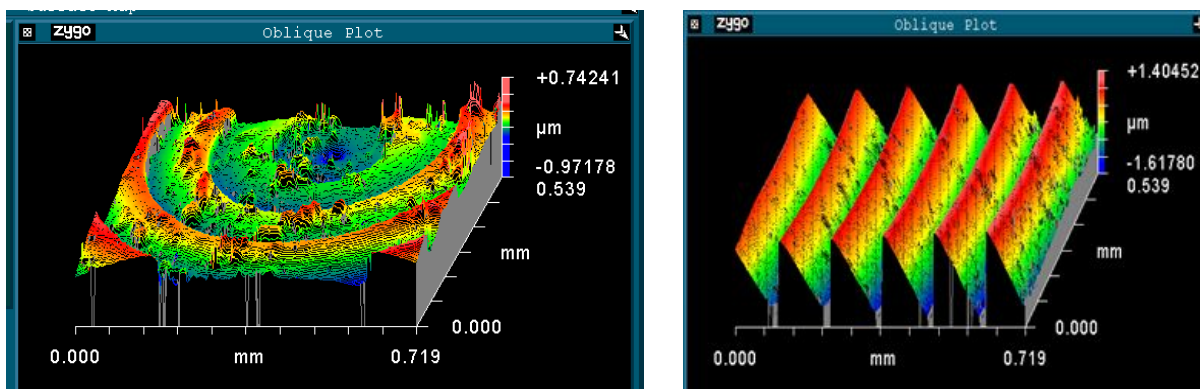 zygo Oblique Plot
+0.74241
µm
-0.97178
0.539
mm
0.000
0.000 mm 0.719
zygo Oblique Plot
+1.40452
µm
-1.61780
0.539
mm
0.000
0.000 mm 0.719